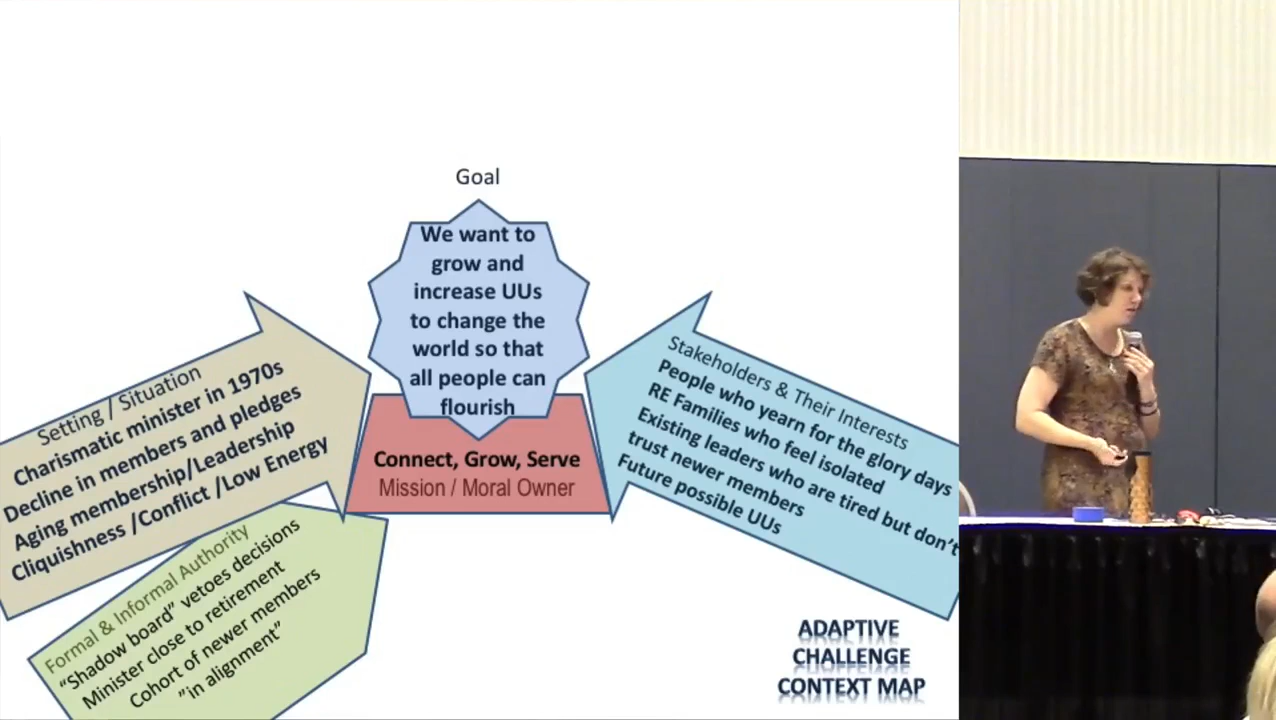 Goal
We want to
grow and
increase UUs
to change the
world so that
all people can
flourish
Connect, Grow, Serve
Mission / Moral Owner
Setting / Situation
Charismatic minister in 1970s
Decline in members and pledges
Aging membership/Leadership
Cliquishness /Conflict /Low Energy
Formal & Informal Authority
“Shadow board” vetoes decisions
Minister close to retirement
Cohort of newer members
”in alignment”
Stakeholders & Their Interests
People who yearn for the glory days
RE Families who feel isolated
Existing leaders who are tired but don’t
trust newer members
Future possible UUs
ADAPTIVE
CHALLENGE
CONTEXT MAP